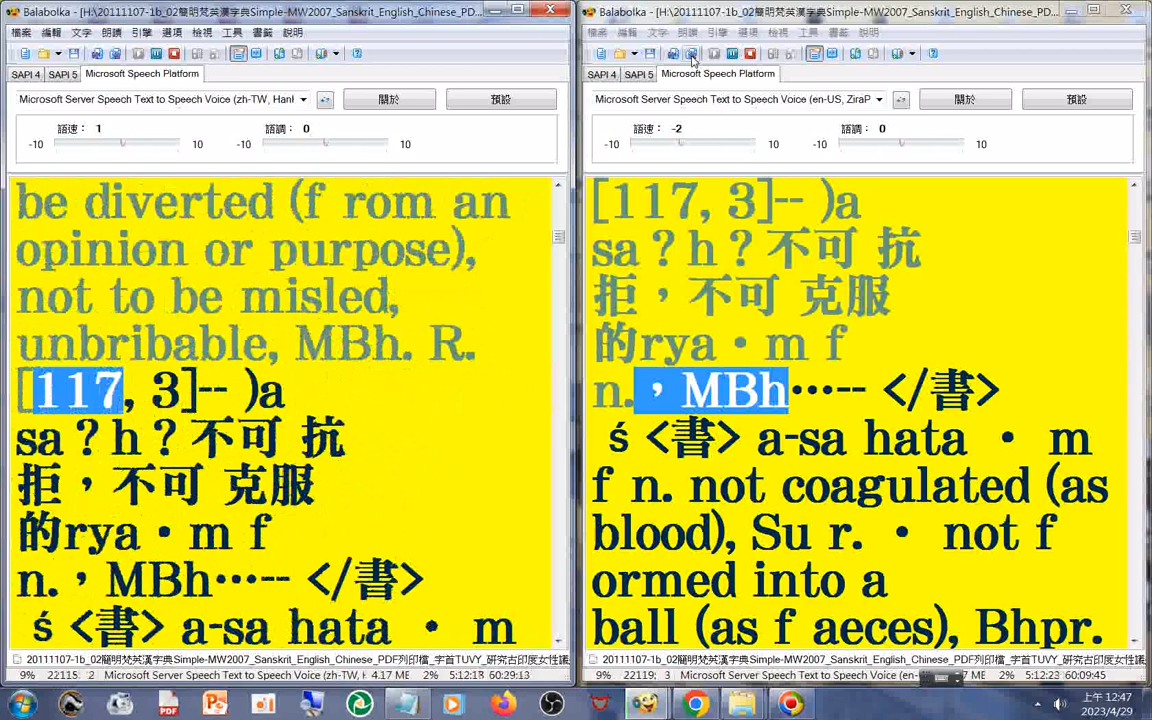 Balabolka - [H:\20111107-1b_02簡明梵英漢字典Simple-MW2007_Sanskrit_English_Chinese_PD...
檔案 編輯 文字 朗讀 引擎 選項 檢視 工具 書籤 說明
SAPI 4 SAPI 5 Microsoft Speech Platform
Microsoft Server Speech Text to Speech Voice (zh-TW, Hanl
關於 預設
語速： 1 語調： 0
-10 10 -10 10
be diverted (f rom an
opinion or purpose),
not to be misled,
unbribable, MBh. R.
[117, 3]-- )a
sa？h？不可 抗
拒，不可 克服
的rya·m f
n.，MBh…-- </書>
ś <書> a-sa hata · m
20111107-1b_02簡明梵英漢字典Simple-MW2007_Sanskrit_English_Chinese_PDF列印檔_字首TUVY_研究古印度女性議
9% 22115: 2 Microsoft Server Speech Text to Speech Voice (zh-TW, H 4.17 ME 2% 5:12:18 60:29:13
Balabolka - [H:\20111107-1b_02簡明梵英漢字典Simple-MW2007_Sanskrit_English_Chinese_PD...
檔案 編輯 文字 朗讀 引擎 選項 檢視 工具 書籤 說明
SAPI 4 SAPI 5 Microsoft Speech Platform
Microsoft Server Speech Text to Speech Voice (en-US, ZiraP
關於 預設
語速： -2 語調： 0
-10 10 -10 10
[117, 3]-- )a
sa？h？不可 抗
拒，不可 克服
的rya·m f
n.，MBh…-- </書>
ś <書> a-sa hata · m
f n. not coagulated (as
blood), Su r. · not f
ormed into a
ball (as f aeces), Bhpr.
20111107-1b_02簡明梵英漢字典Simple-MW2007_Sanskrit_English_Chinese_PDF列印檔_字首TUVY_研究古印度女性議
9% 22119: 3 Microsoft Server Speech Text to Speech Voice (en- 4.17 ME 2% 5:12:23 60:09:45
PDF
上午 12:47
2023/4/29